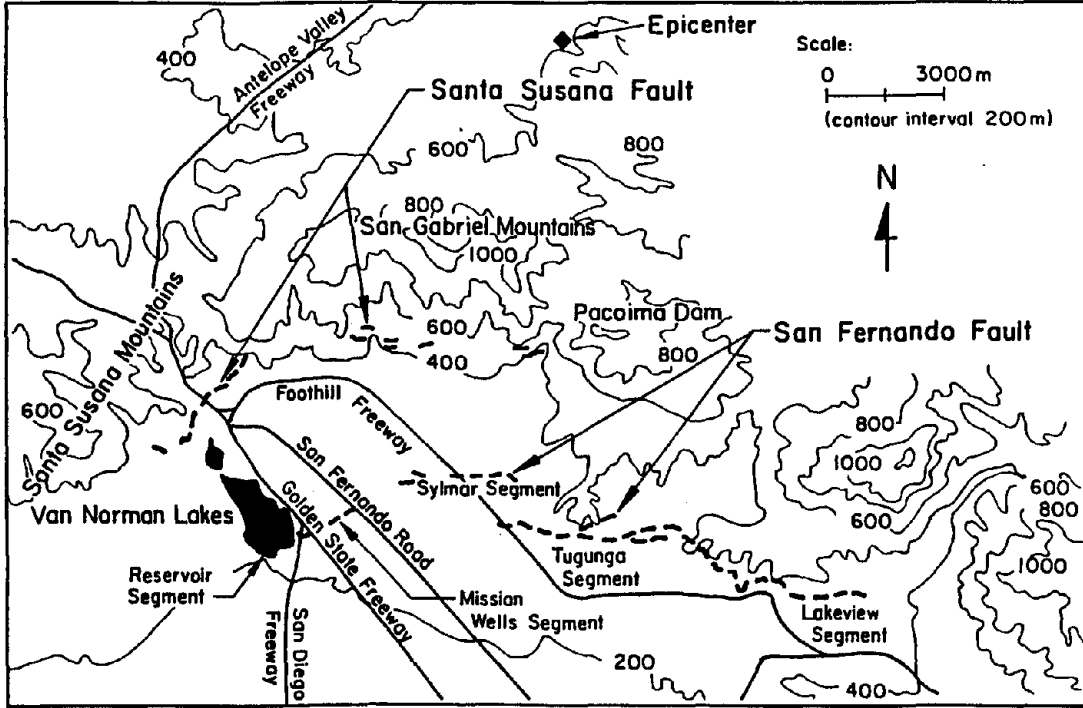 Epicenter
Scale:
0 3000 m
(contour interval 200 m)
400
Antelope Valley
Freeway
Santa Susana Fault
600
800
N
800
San Gabriel Mountains
1000
Pacoima Dam
600
400
800
San Fernando Fault
Santa Susana Mountains
600
Foothill
Freeway
800
1000
600
600
800
1000
Sylmar Segment
San Fernando Road
Golden State Freeway
Van Norman Lakes
Tugunga
Segment
Reservoir
Segment
Mission
Wells Segment
San Diego
Freeway
Lakeview
Segment
200
400